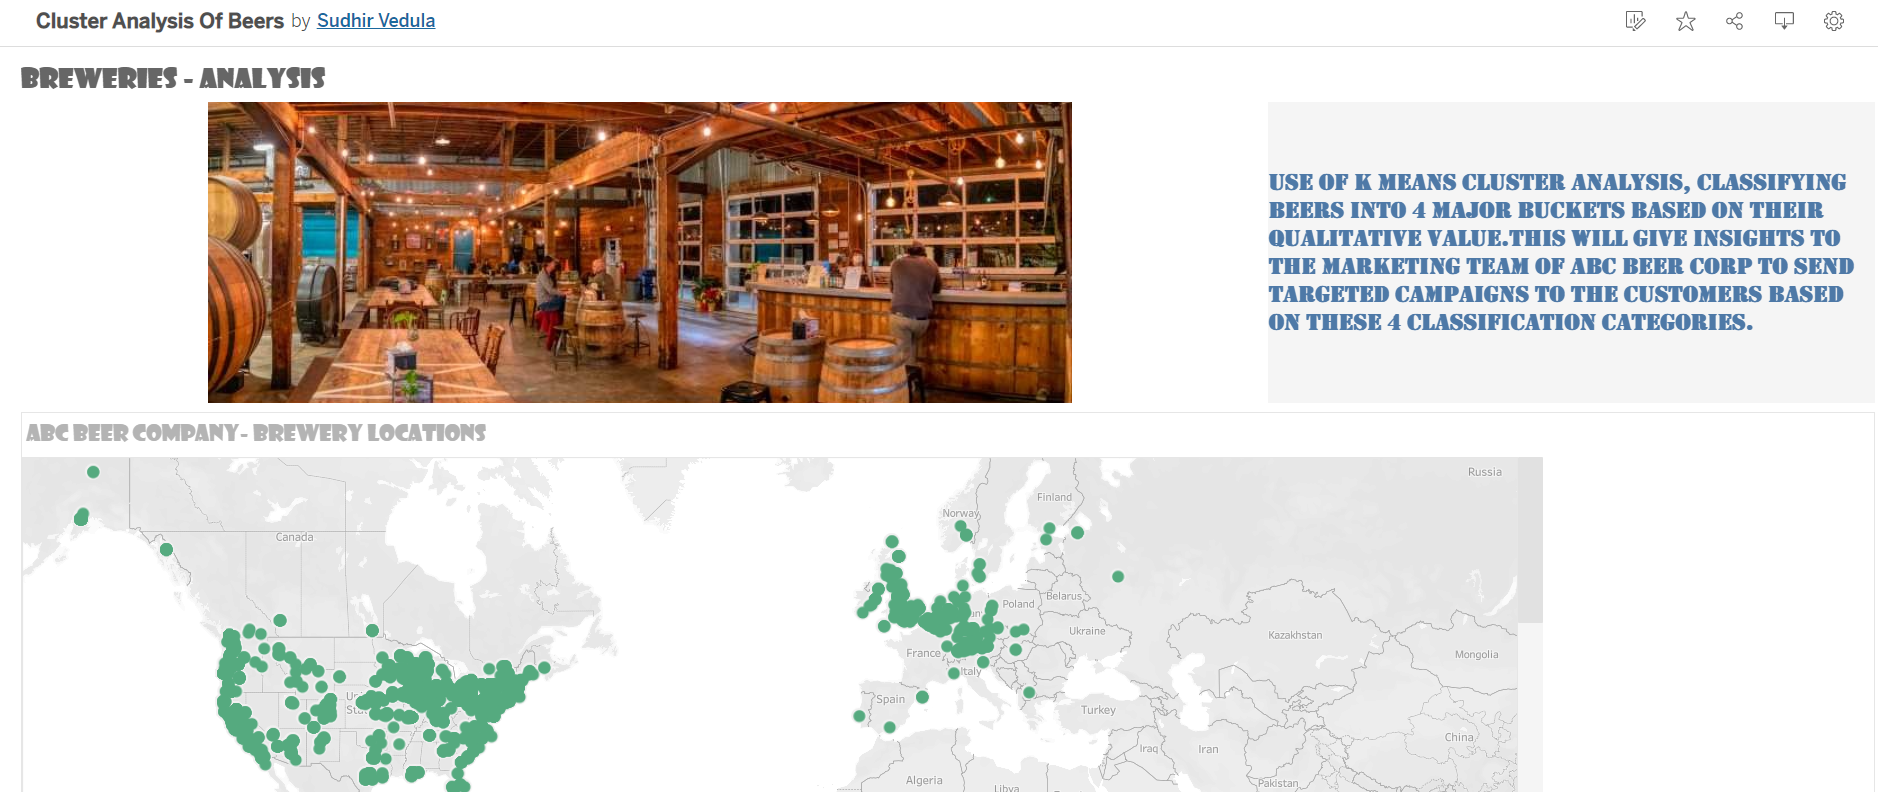 Cluster Analysis Of Beers by Sudhir Vedula
BREWERIES - ANALYSIS
USE OF K MEANS CLUSTER ANALYSIS, CLASSIFYING
BEERS INTO 4 MAJOR BUCKETS BASED ON THEIR
QUALITATIVE VALUE.THIS WILL GIVE INSIGHTS TO
THE MARKETING TEAM OF ABC BEER CORP TO SEND
TARGETED CAMPAIGNS TO THE CUSTOMERS BASED
ON THESE 4 CLASSIFICATION CATEGORIES.
ABC BEER COMPANY- BREWERY LOCATIONS
Russia
Finland
Norway
Canada
Belarus
Poland
Ukraine
Kazakhstan
France
Mongolia
Italy
Spain
Turkey
China
Iraq
Iran
Algeria
Pakistan
Libya